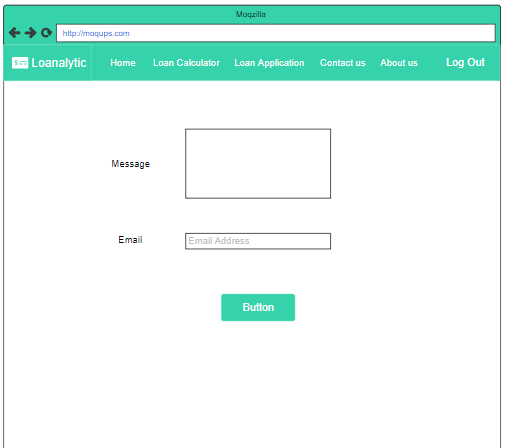 Moqzilla
http://moqups.com
Loanalytic Home Loan Calculator Loan Application Contact us About us Log Out
Message
Email Email Address
Button